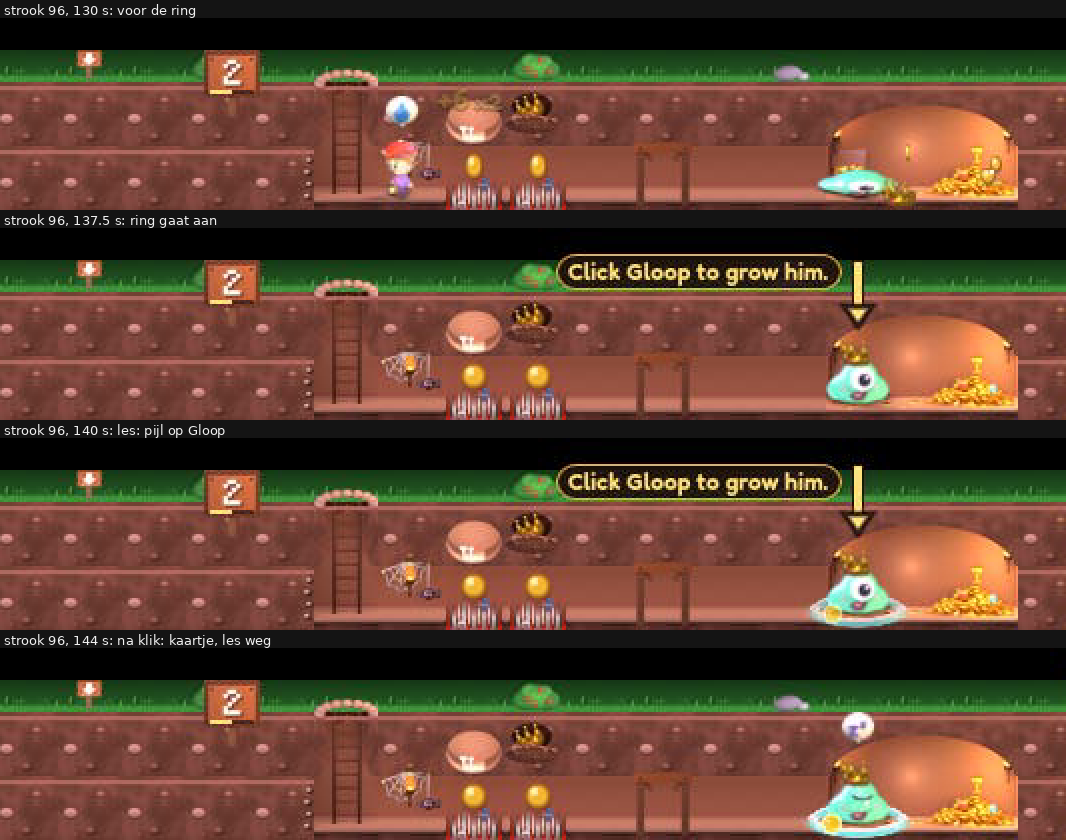 strook 96, 130 s: voor de ring
2
strook 96, 137.5 s: ring gaat aan
Click Gloop to grow him.
2
strook 96, 140 s: les: pijl op Gloop
Click Gloop to grow him.
2
strook 96, 144 s: na klik: kaartje, les weg
2